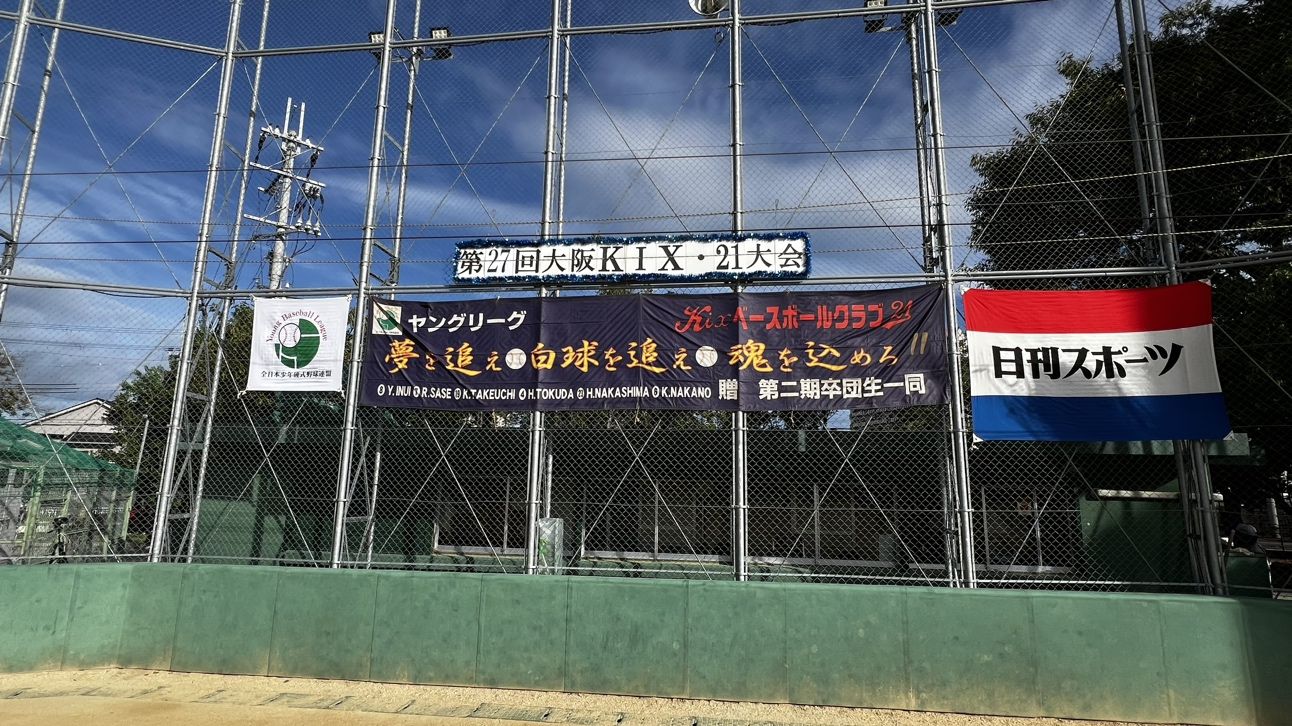 第27回大阪KIX・21大会
Young Baseball League
全日本少年硬式野球連盟
ヤングリーグ
Kixベースボールクラブ21
夢を追え 白球を追え 魂を込めろ!!
Y.INUI R.SASE K.TAKEUCHI H.TOKUDA H.NAKASHIMA K.NAKANO 贈 第二期卒団生一同
日刊スポーツ